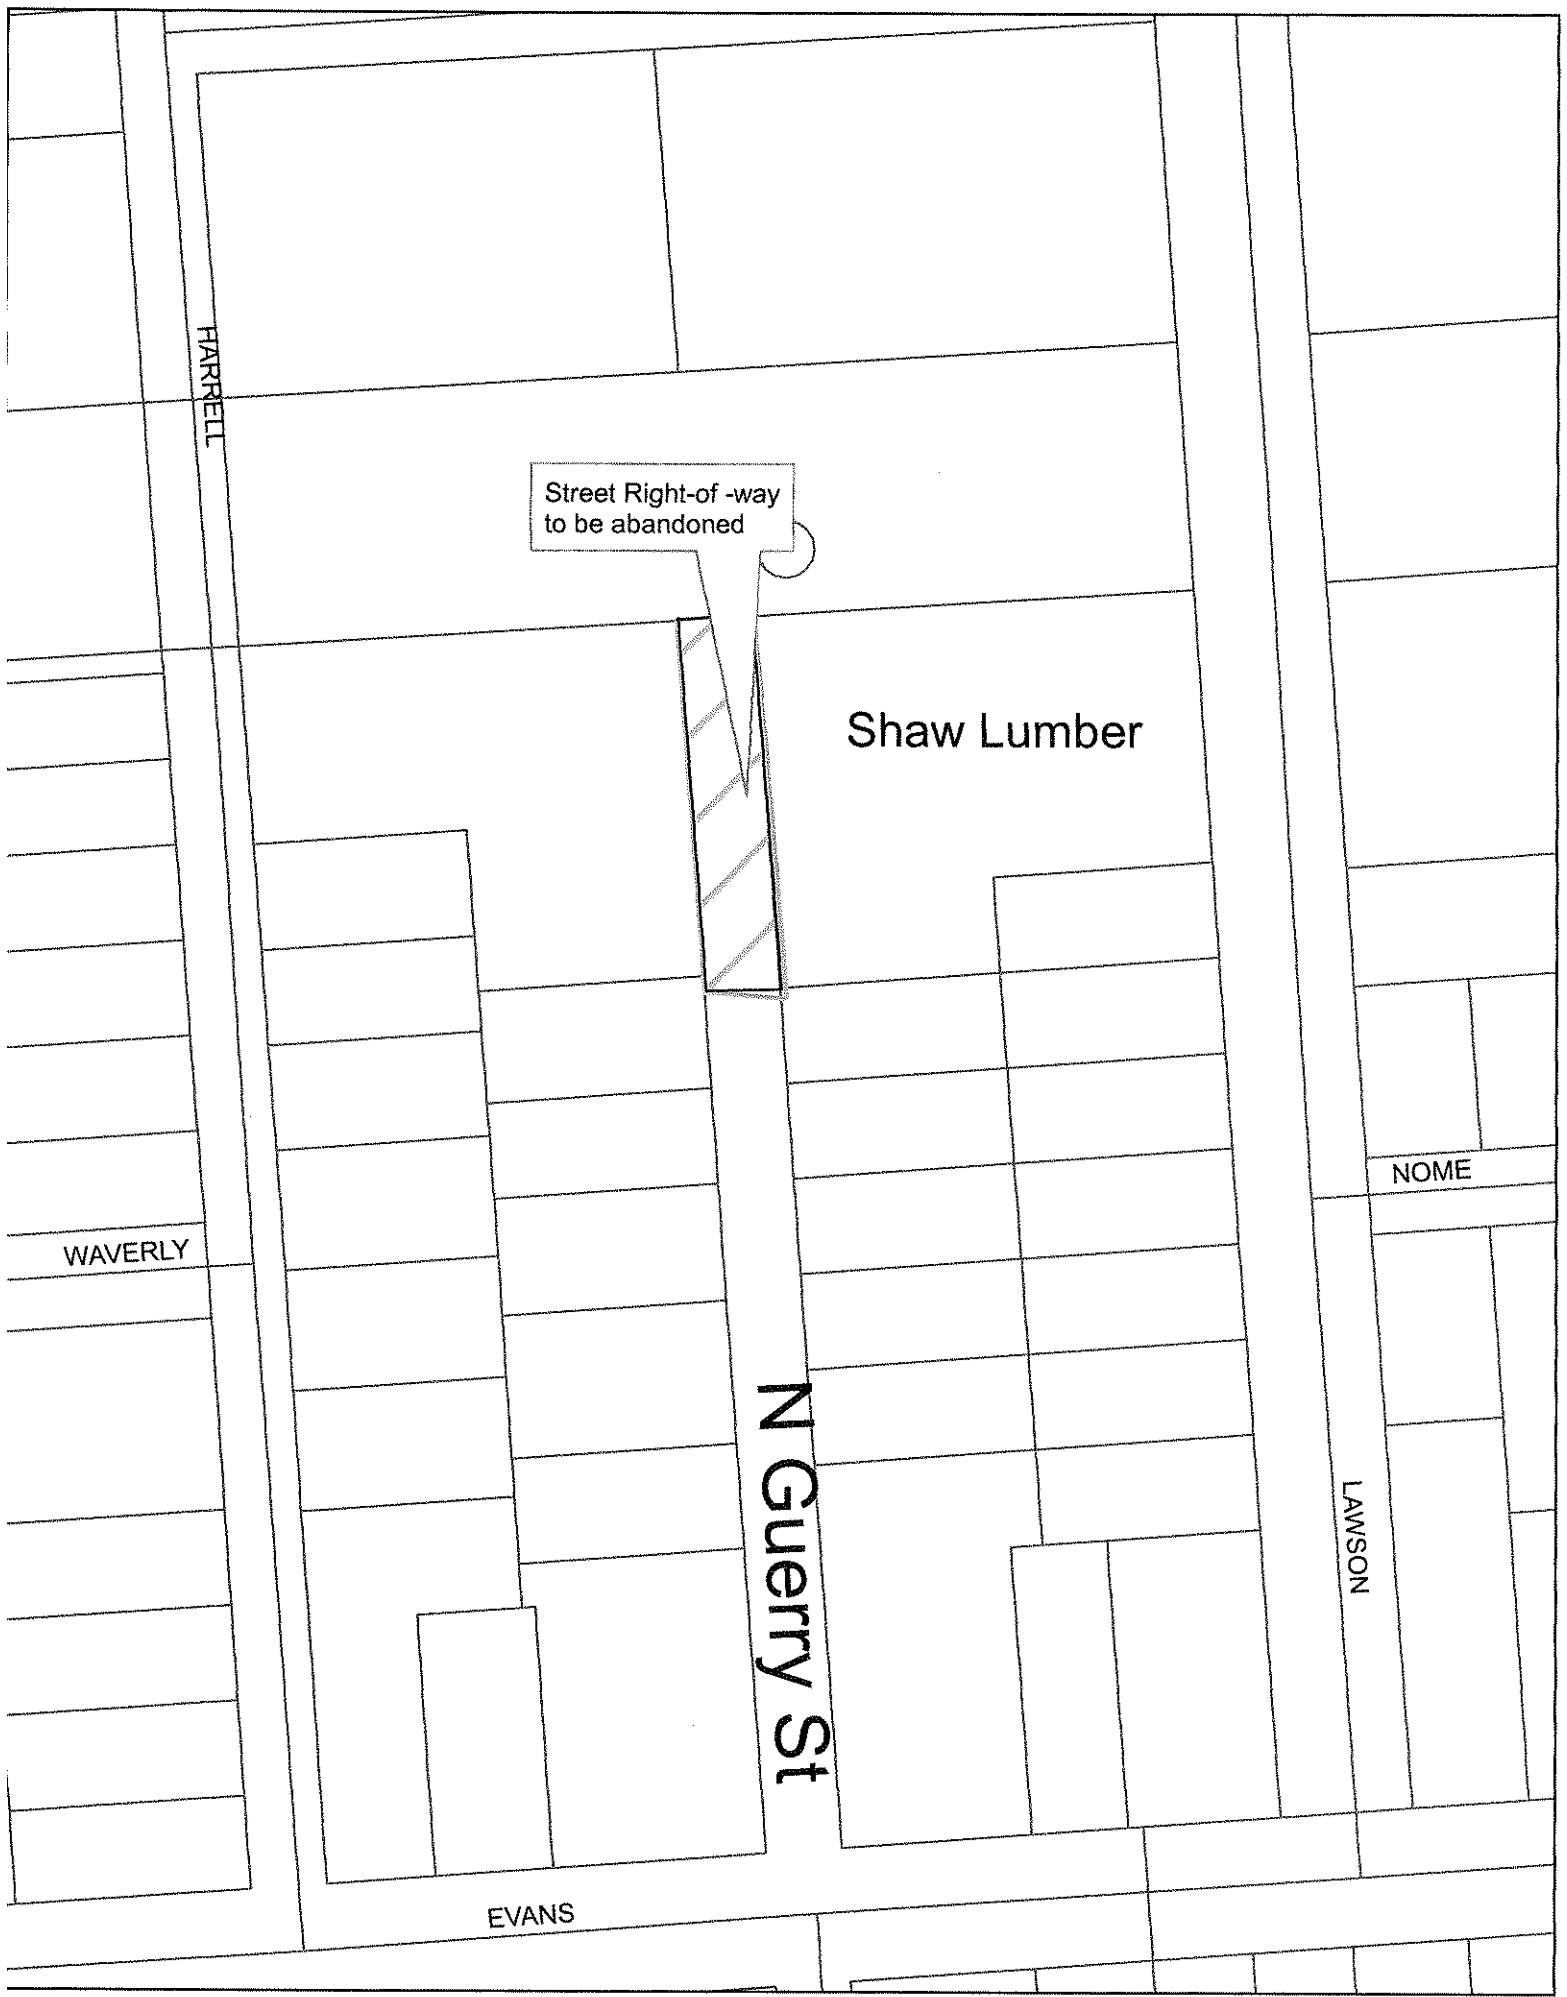 HARRELL
Street Right-of -way
to be abandoned
Shaw Lumber
NOME
WAVERLY
N Guerry St
LAWSON
EVANS